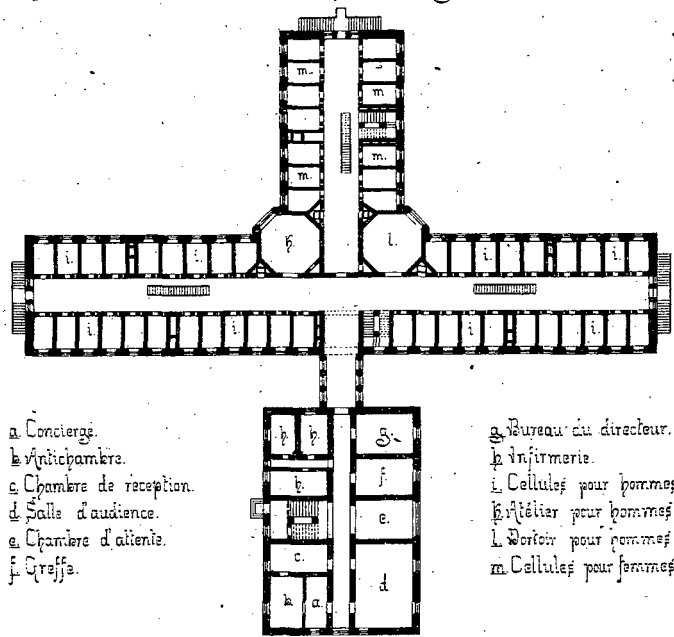 m.
m
m.
m.
k.
l.
i.
i.
i.
i.
i.
i.
i.
i.
h.
h.
g.
h.
f.
e.
c.
d
b.
a.
a. Concierge.
b. Antichambre.
c. Chambre de réception.
d. Salle d'audience.
e. Chambre d'attente.
f. Greffe.
g. Bureau du directeur.
h. Infirmerie.
i. Cellules pour hommes
k. Atélier pour hommes
l. Dortoir pour hommes
m. Cellules pour femmes